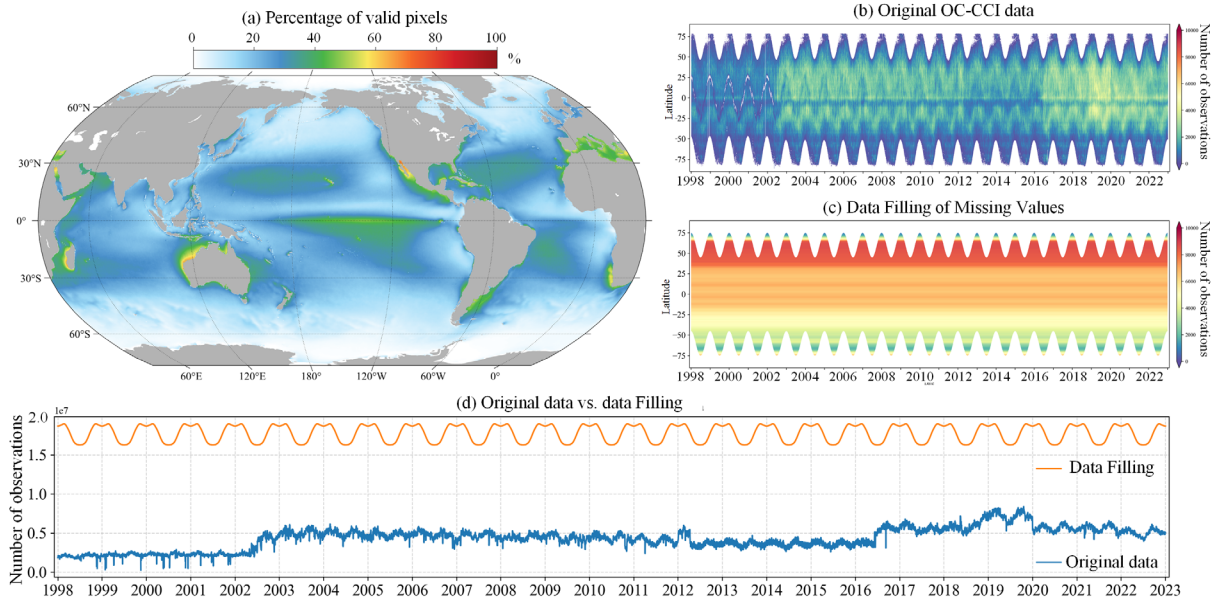 (a) Percentage of valid pixels
0 20 40 60 80 100
%
60°N
30°N
0°
30°S
60°S
60°E 120°E 180° 120°W 60°W 0°
(b) Original OC-CCI data
Latitude
75
50
25
0
-25
-50
-75
1998 2000 2002 2004 2006 2008 2010 2012 2014 2016 2018 2020 2022
10000
8000
6000
4000
2000
0
Number of observations
(c) Data Filling of Missing Values
Latitude
75
50
25
0
-25
-50
-75
1998 2000 2002 2004 2006 2008 2010 2012 2014 2016 2018 2020 2022
10000
8000
6000
4000
2000
0
Number of observations
(d) Original data vs. data Filling
1e7
Number of observations
2.0
1.5
1.0
0.5
0.0
Data Filling
Original data
1998 1999 2000 2001 2002 2003 2004 2005 2006 2007 2008 2009 2010 2011 2012 2013 2014 2015 2016 2017 2018 2019 2020 2021 2022 2023